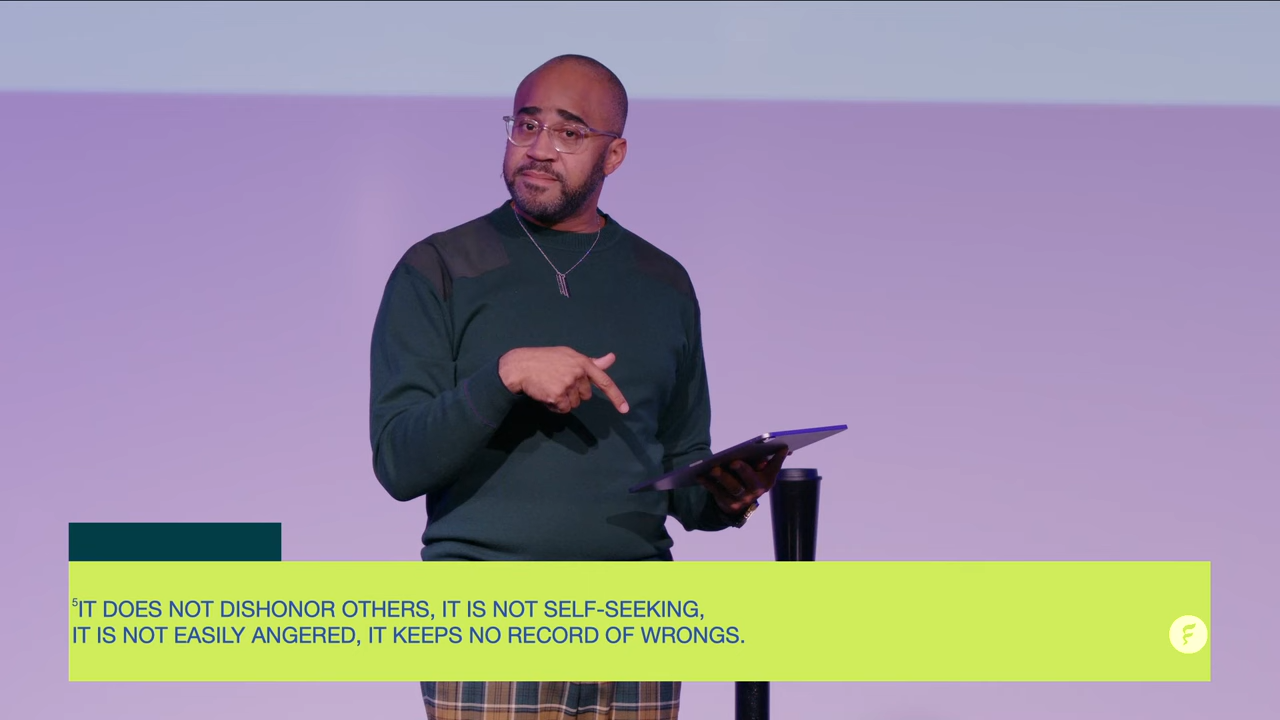 ⁵IT DOES NOT DISHONOR OTHERS, IT IS NOT SELF-SEEKING,
IT IS NOT EASILY ANGERED, IT KEEPS NO RECORD OF WRONGS.